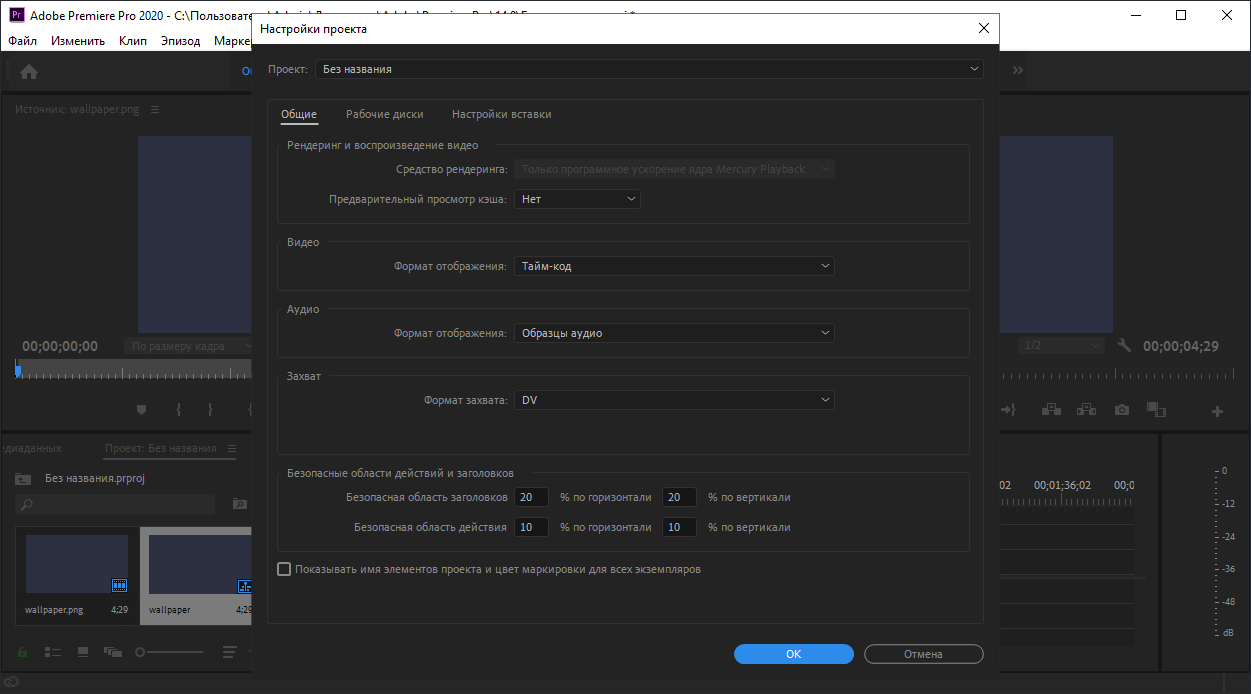 Adobe Premiere Pro 2020 - C:\Пользовате
Настройки проекта
Файл Изменить Клип Эпизод Марке
Проект: Без названия
Источник: wallpaper.png
Общие Рабочие диски Настройки вставки
Рендеринг и воспроизведение видео
Средство рендеринга: Только программное ускорение ядра Mercury Playback
Предварительный просмотр кэша: Нет
Видео
Формат отображения: Тайм-код
Аудио
Формат отображения: Образцы аудио
00;00;00;00 По размеру кадра 1/2 00;00;04;29
Захват
Формат захвата: DV
едиаданных Проект: Без названия
Без названия.prproj
Безопасные области действий и заголовков
Безопасная область заголовков 20 % по горизонтали 20 % по вертикали
Безопасная область действия 10 % по горизонтали 10 % по вертикали
02 00;01;36;02 00;0
0
-12
-24
-36
-48
dB
Показывать имя элементов проекта и цвет маркировки для всех экземпляров
wallpaper.png 4;29 wallpaper 4;29
OK Отмена